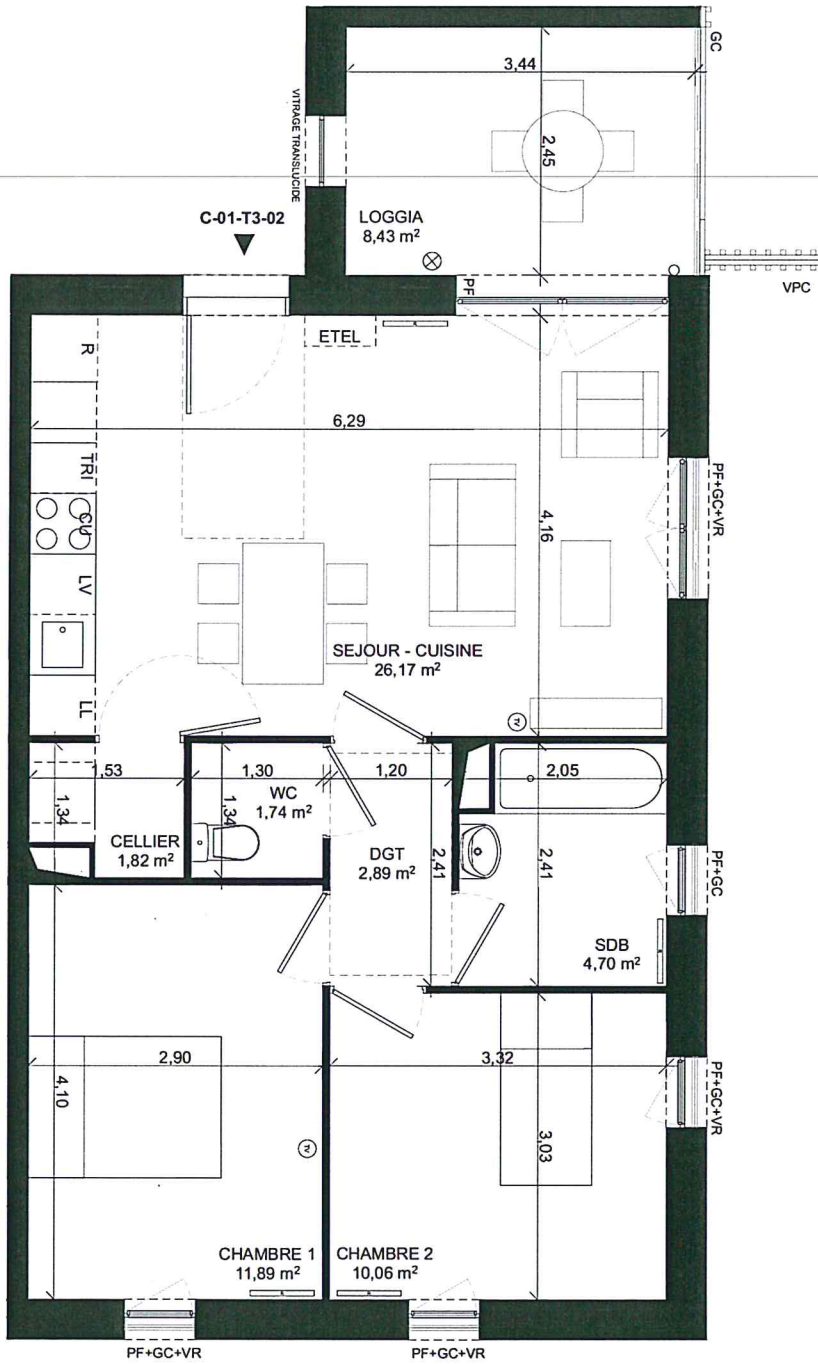 GC
3,44
VITRAGE TRANSLUCIDE
2,45
C-01-T3-02
LOGGIA
8,43 m²
VPC
PF
ETEL
R
6,29
TRI
PF+GC+VR
CU
4,16
LV
SEJOUR - CUISINE
26,17 m²
LL
TV
1,53
1,30
1,20
2,05
1,34
WC
1,74 m²
1,34
CELLIER
1,82 m²
DGT
2,89 m²
2,41
2,41
PF+GC
SDB
4,70 m²
2,90
3,32
PF+GC+VR
4,10
3,03
TV
CHAMBRE 1
11,89 m²
CHAMBRE 2
10,06 m²
PF+GC+VR
PF+GC+VR